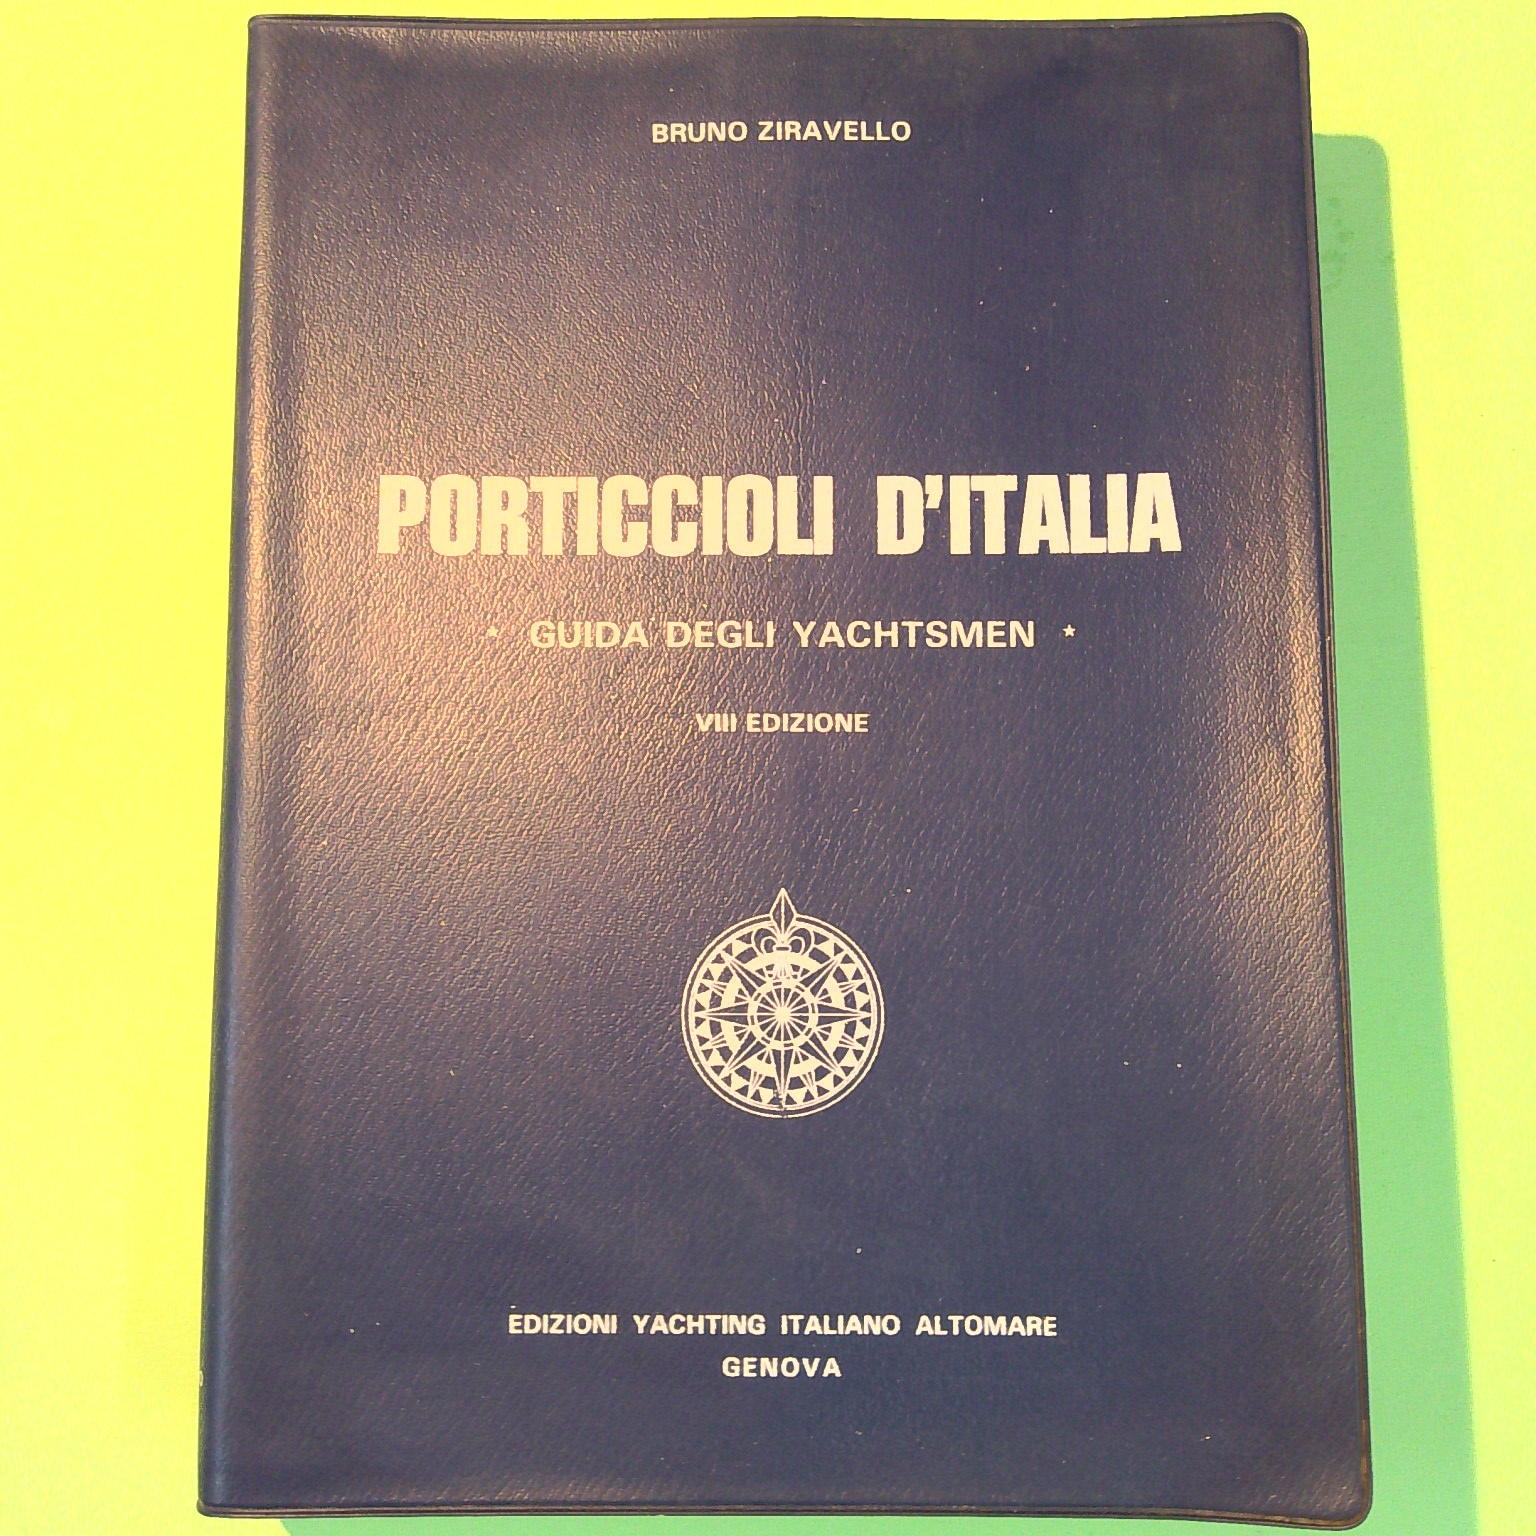 BRUNO ZIRAVELLO
PORTICCIOLI D'ITALIA
* GUIDA DEGLI YACHTSMEN *
VIII EDIZIONE
EDIZIONI YACHTING ITALIANO ALTOMARE
GENOVA